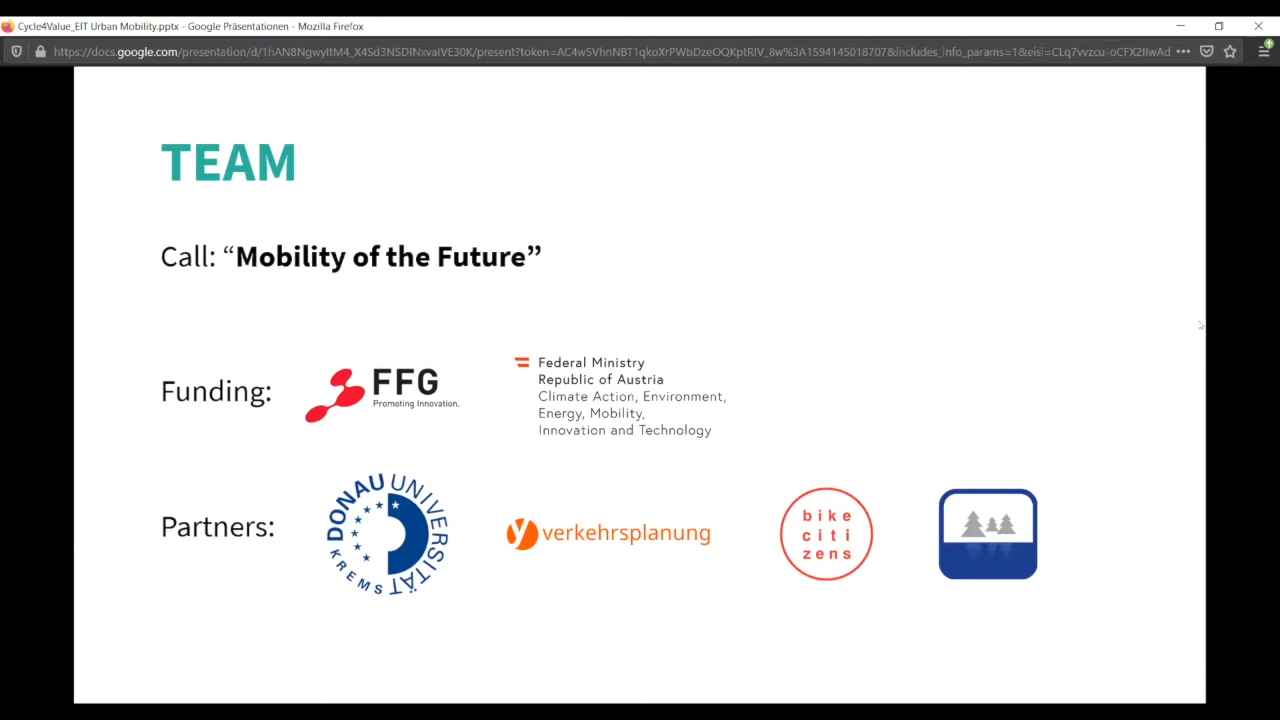 Cycle4Value_EIT Urban Mobility.pptx - Google Präsentationen - Mozilla Firefox
TEAM
Call: “Mobility of the Future”
Funding:
FFG
Promoting Innovation.
Federal Ministry
Republic of Austria
Climate Action, Environment,
Energy, Mobility,
Innovation and Technology
Partners:
DONAU UNIVERSITÄT
KREMS
verkehrsplanung
bike
citi
zens